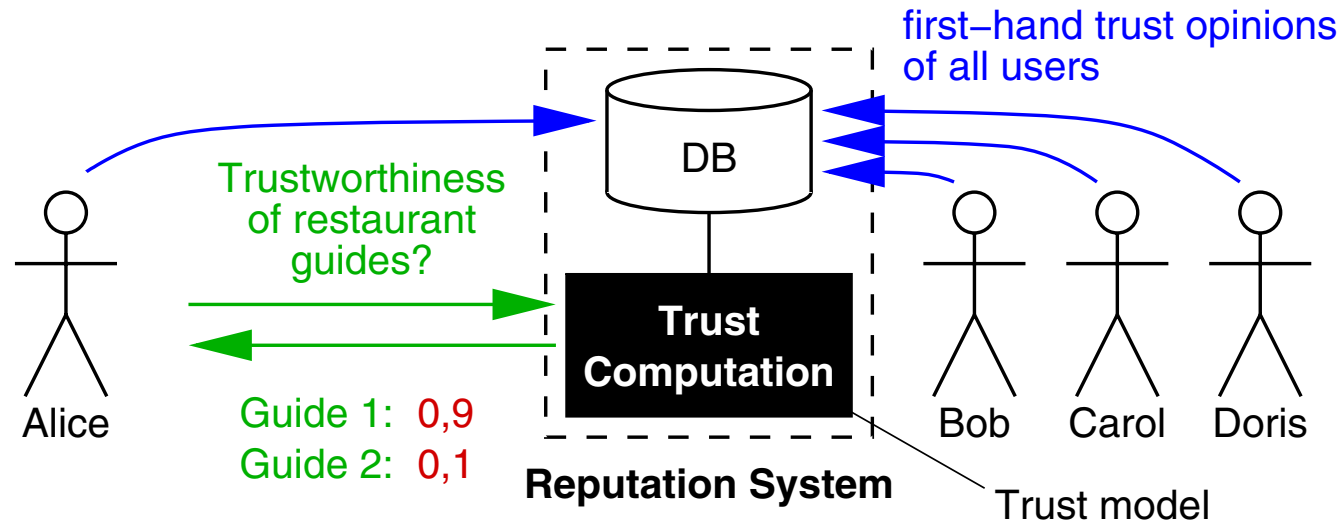 first–hand trust opinions
of all users
DB
Trustworthiness
of restaurant
guides?
Trust
Computation
Alice
Guide 1: 0,9
Guide 2: 0,1
Bob
Carol
Doris
Reputation System
Trust model